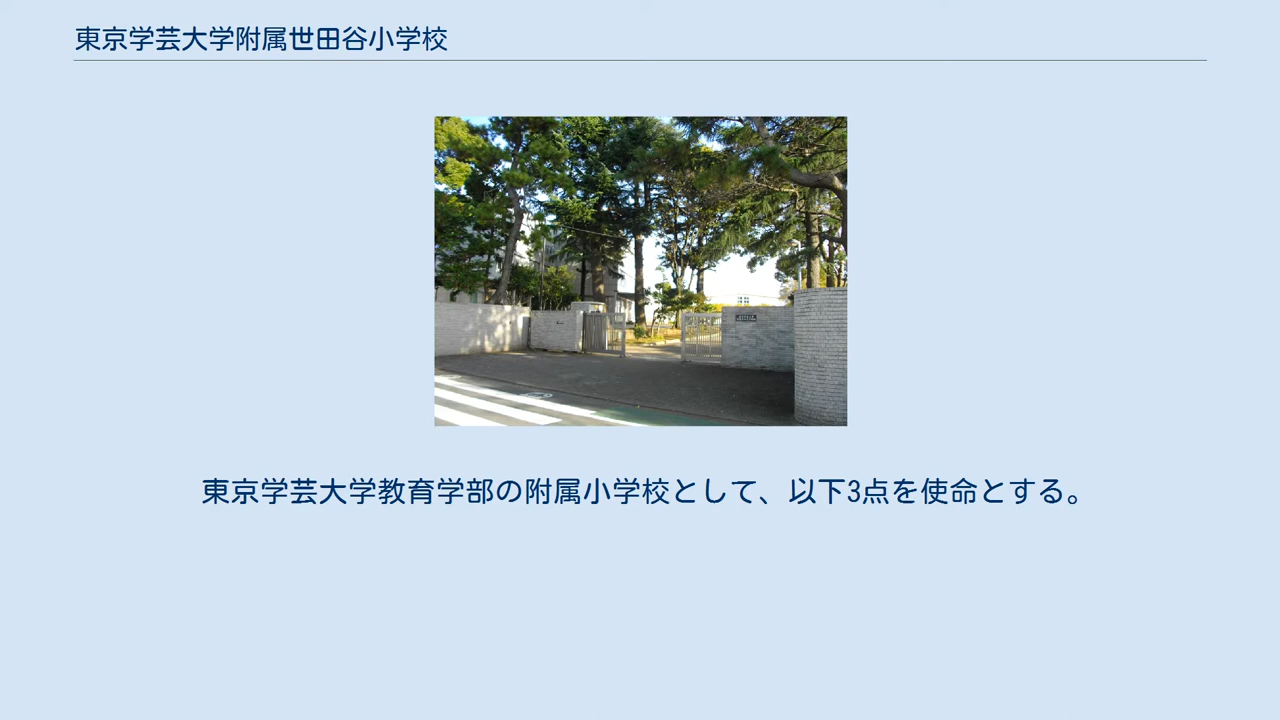 東京学芸大学附属世田谷小学校
東京学芸大学教育学部の附属小学校として、以下3点を使命とする。